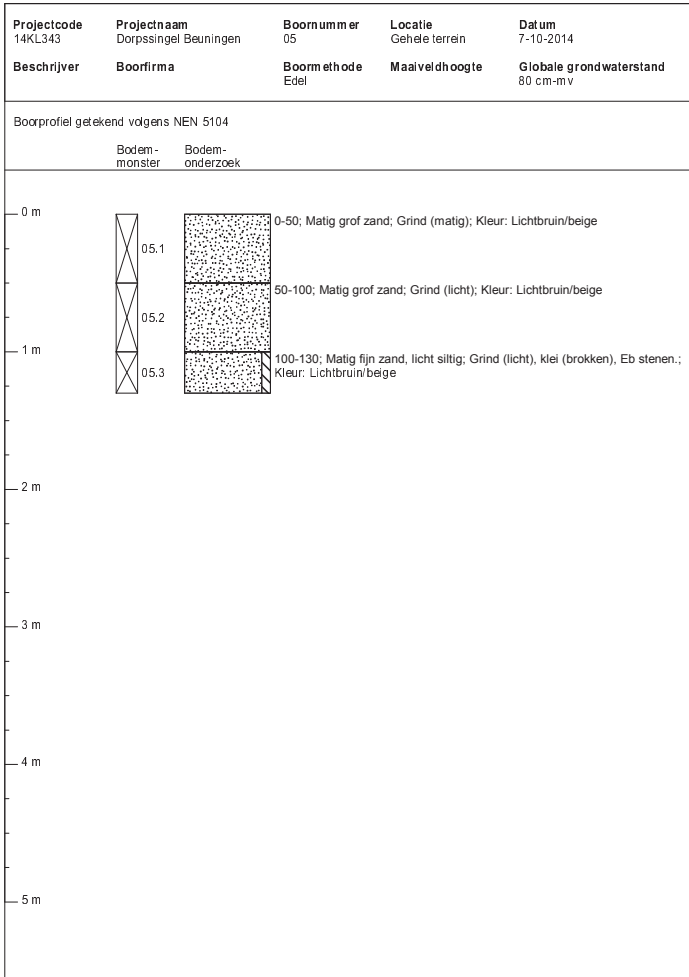 Projectcode Projectnaam Boornummer Locatie Datum
14KL343 Dorpssingel Beuningen 05 Gehele terrein 7-10-2014
Beschrijver Boorfirma Boormethode Maaiveldhoogte Globale grondwaterstand
Edel 80 cm-mv
Boorprofiel getekend volgens NEN 5104
Bodem- Bodem-
monster onderzoek
0 m
0-50; Matig grof zand; Grind (matig); Kleur: Lichtbruin/beige
05.1
50-100; Matig grof zand; Grind (licht); Kleur: Lichtbruin/beige
05.2
1 m
100-130; Matig fijn zand, licht siltig; Grind (licht), klei (brokken), Eb stenen.;
05.3 Kleur: Lichtbruin/beige
2 m
3 m
4 m
5 m